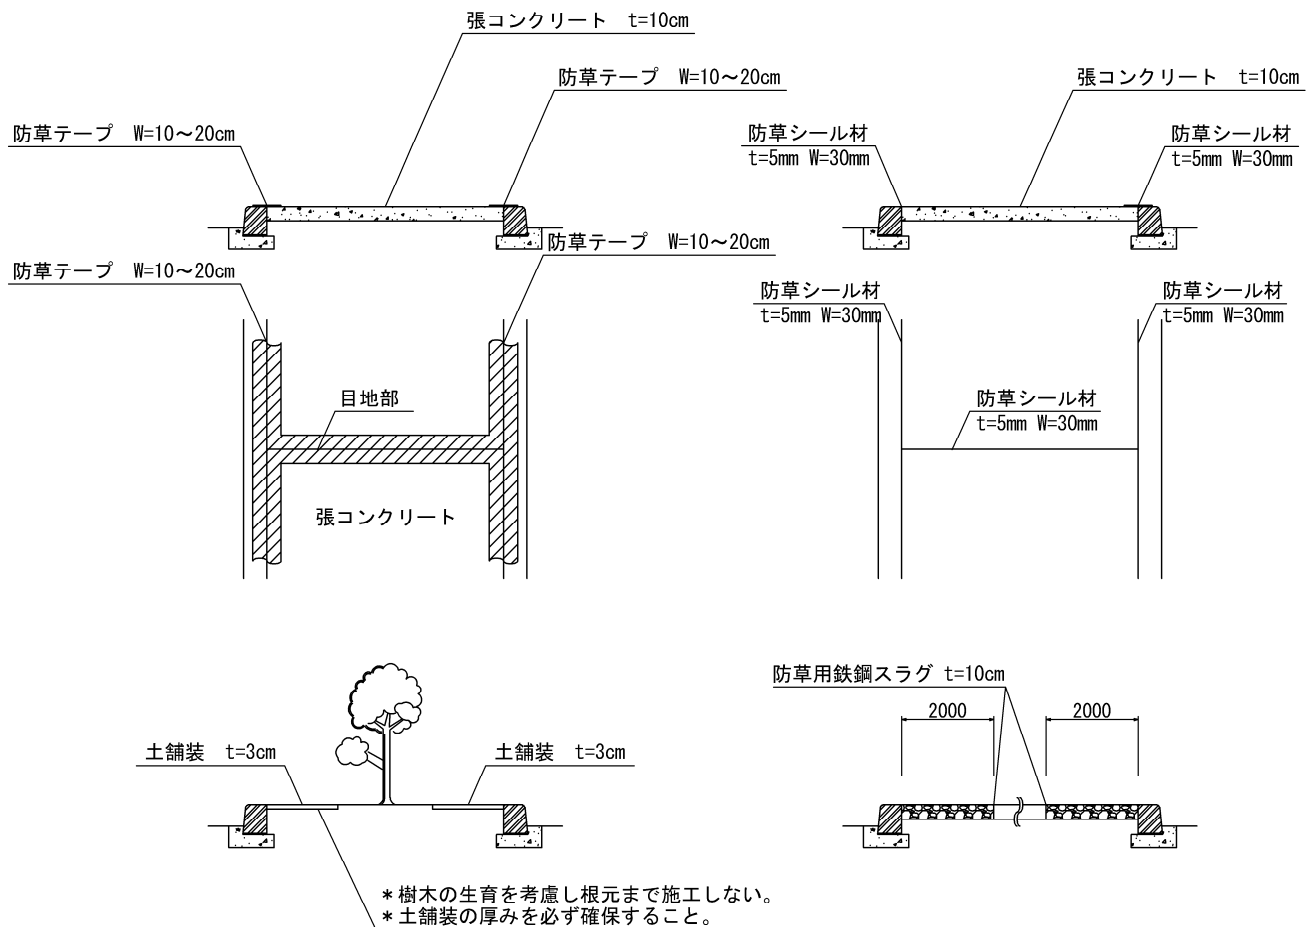 張コンクリート t=10cm
防草テープ W=10～20cm
防草テープ W=10～20cm
防草テープ W=10～20cm
防草テープ W=10～20cm
目地部
張コンクリート
張コンクリート t=10cm
防草シール材
t=5mm W=30mm
防草シール材
t=5mm W=30mm
防草シール材
t=5mm W=30mm
防草シール材
t=5mm W=30mm
防草シール材
t=5mm W=30mm
土舗装 t=3cm
土舗装 t=3cm
＊樹木の生育を考慮し根元まで施工しない。
＊土舗装の厚みを必ず確保すること。
防草用鉄鋼スラグ t=10cm
2000
2000